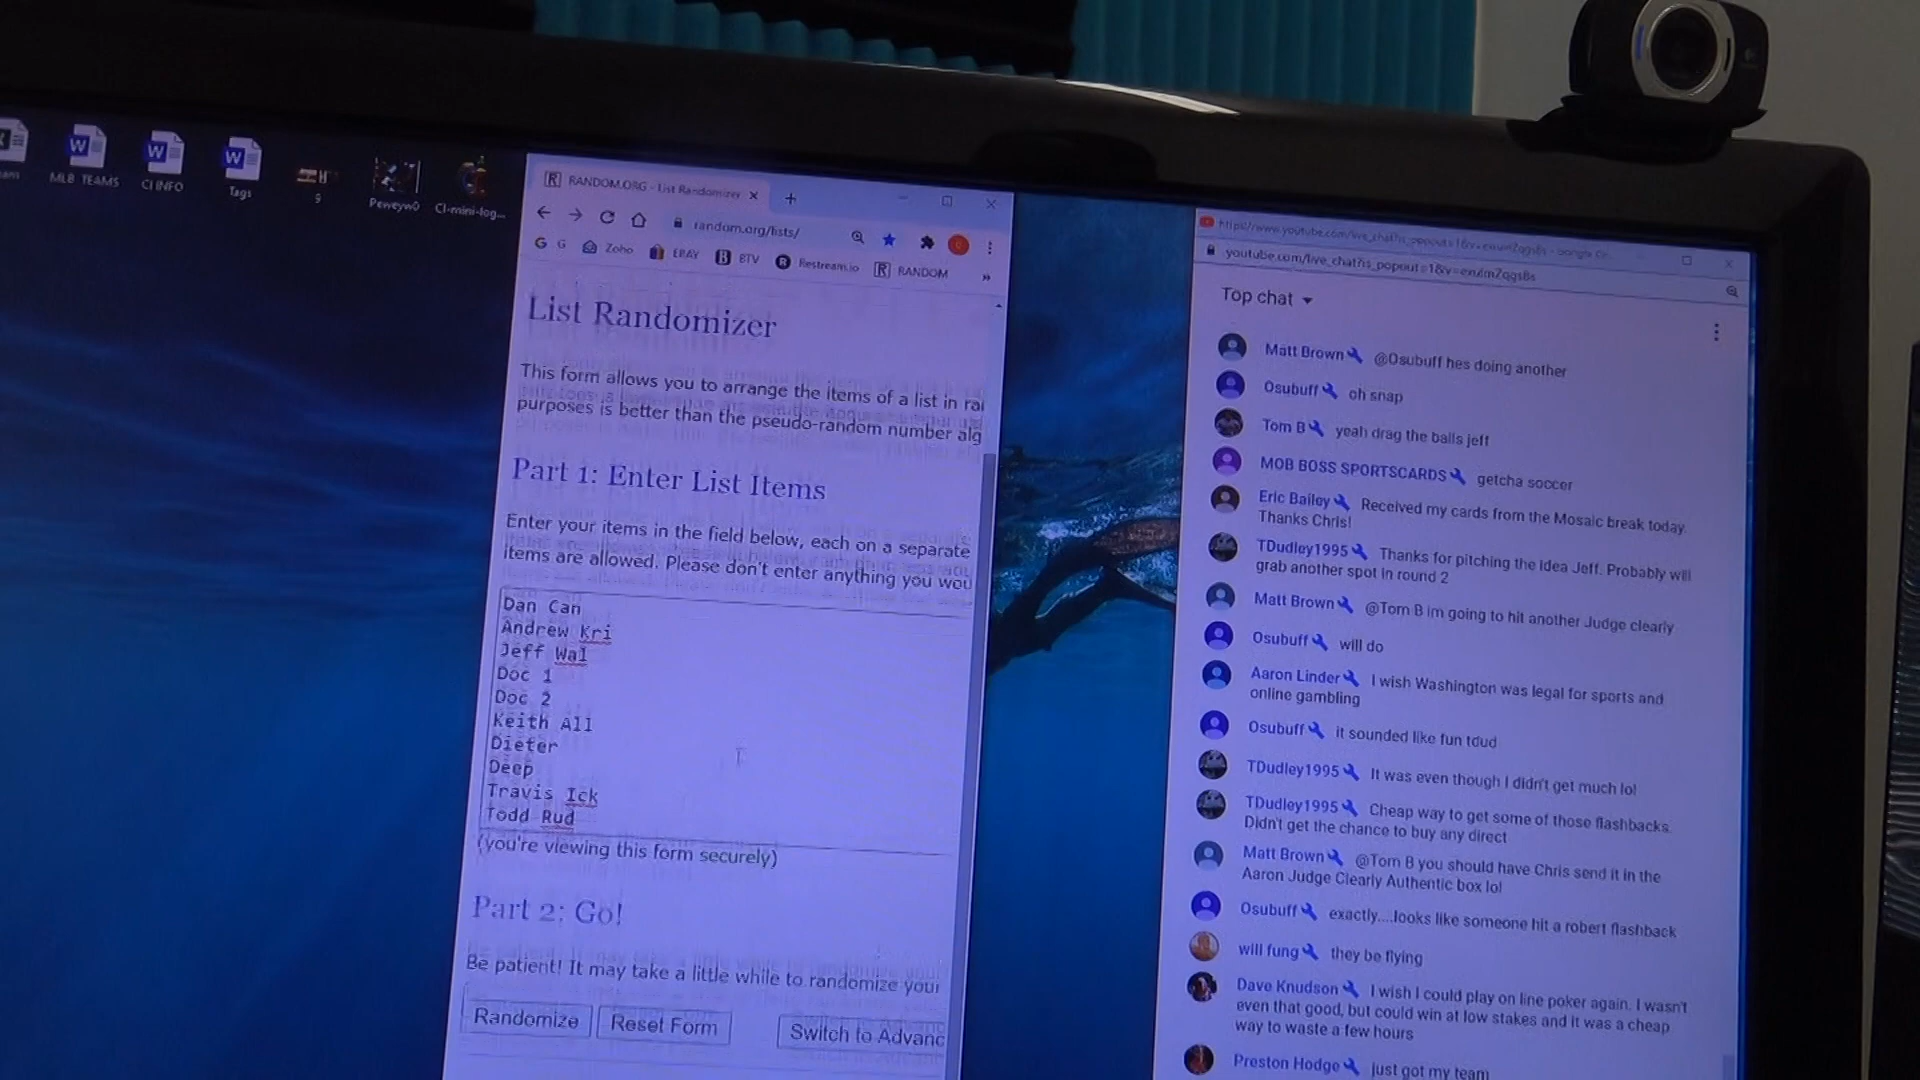 MLB TEAMS
CI INFO
Tags
9
Peweyw0
CI-mini-log...
RANDOM.ORG - List Randomizer
random.org/lists/
G
Zoho
EBAY
BTV
Restream.io
RANDOM
»
List Randomizer
This form allows you to arrange the items of a list in rai
purposes is better than the pseudo-random number alg
Part 1: Enter List Items
Enter your items in the field below, each on a separate
items are allowed. Please don't enter anything you wou
Dan Can
Andrew Kri
Jeff Wal
Doc 1
Doc 2
Keith All
Dieter
Deep
Travis Ick
Todd Rud
(you're viewing this form securely)
Part 2: Go!
Be patient! It may take a little while to randomize your
Randomize
Reset Form
Switch to Advanc
Top chat
Matt Brown @Osubuff hes doing another
Osubuff oh snap
Tom B yeah drag the balls jeff
MOB BOSS SPORTSCARDS getcha soccer
Eric Bailey Received my cards from the Mosaic break today.
Thanks Chris!
TDudley1995 Thanks for pitching the idea Jeff. Probably will
grab another spot in round 2
Matt Brown @Tom B im going to hit another Judge clearly
Osubuff will do
Aaron Linder I wish Washington was legal for sports and
online gambling
Osubuff it sounded like fun tdud
TDudley1995 It was even though I didn't get much lol
TDudley1995 Cheap way to get some of those flashbacks.
Didn't get the chance to buy any direct
Matt Brown @Tom B you should have Chris send it in the
Aaron Judge Clearly Authentic box lol
Osubuff exactly....looks like someone hit a robert flashback
will fung they be flying
Dave Knudson I wish I could play on line poker again. I wasn't
even that good, but could win at low stakes and it was a cheap
way to waste a few hours
Preston Hodge just got my team